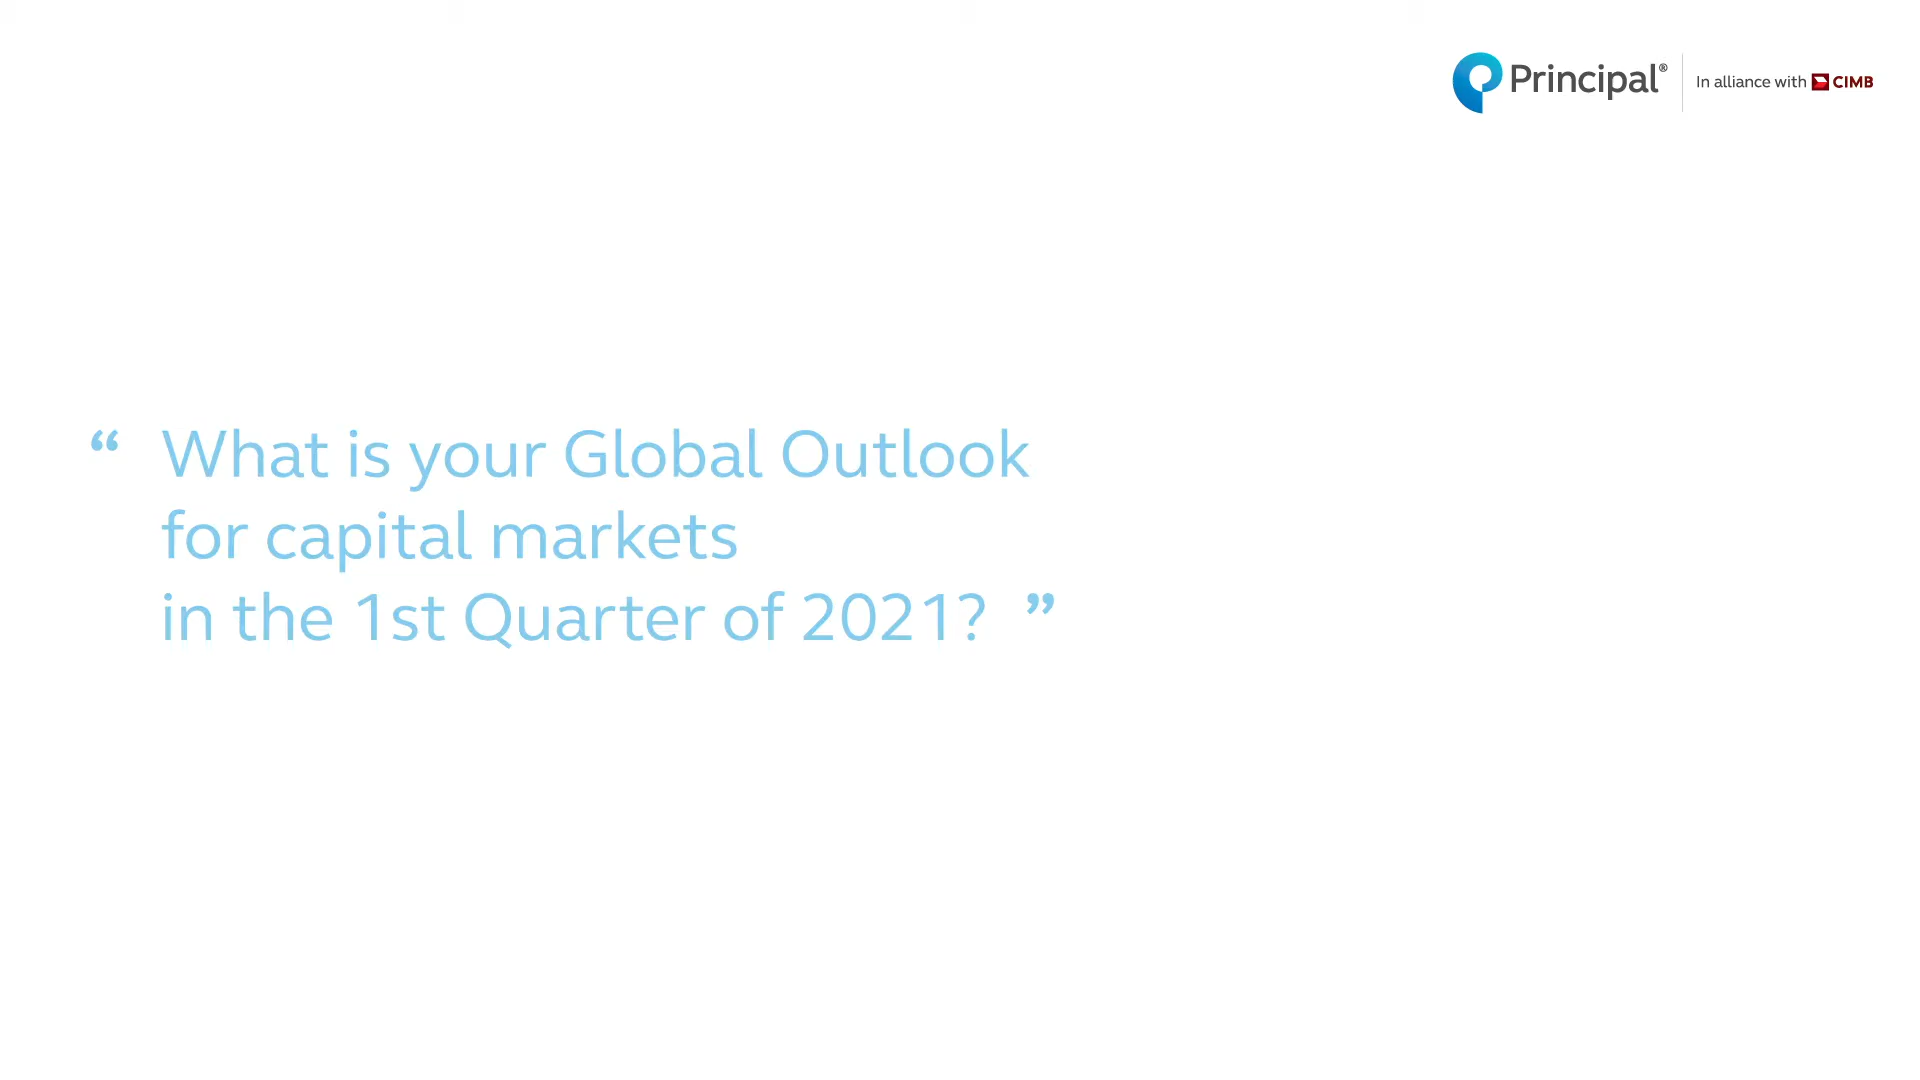 Principal®
In alliance with CIMB
“ What is your Global Outlook
for capital markets
in the 1st Quarter of 2021? ”